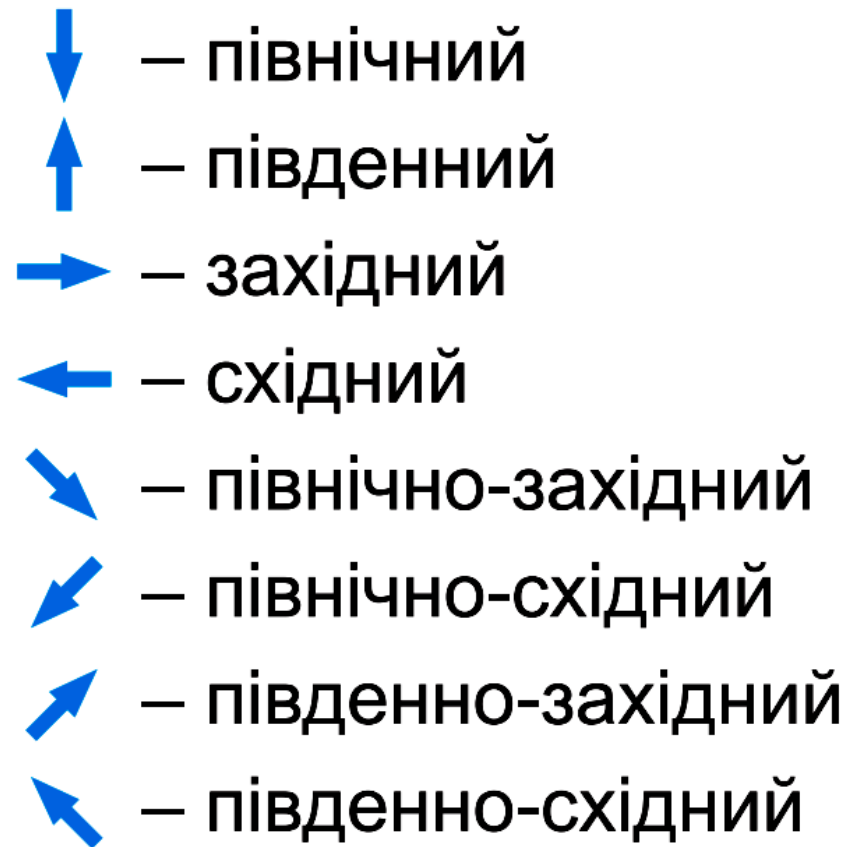 – північний
– південний
– західний
– східний
– північно-західний
– північно-східний
– південно-західний
– південно-східний